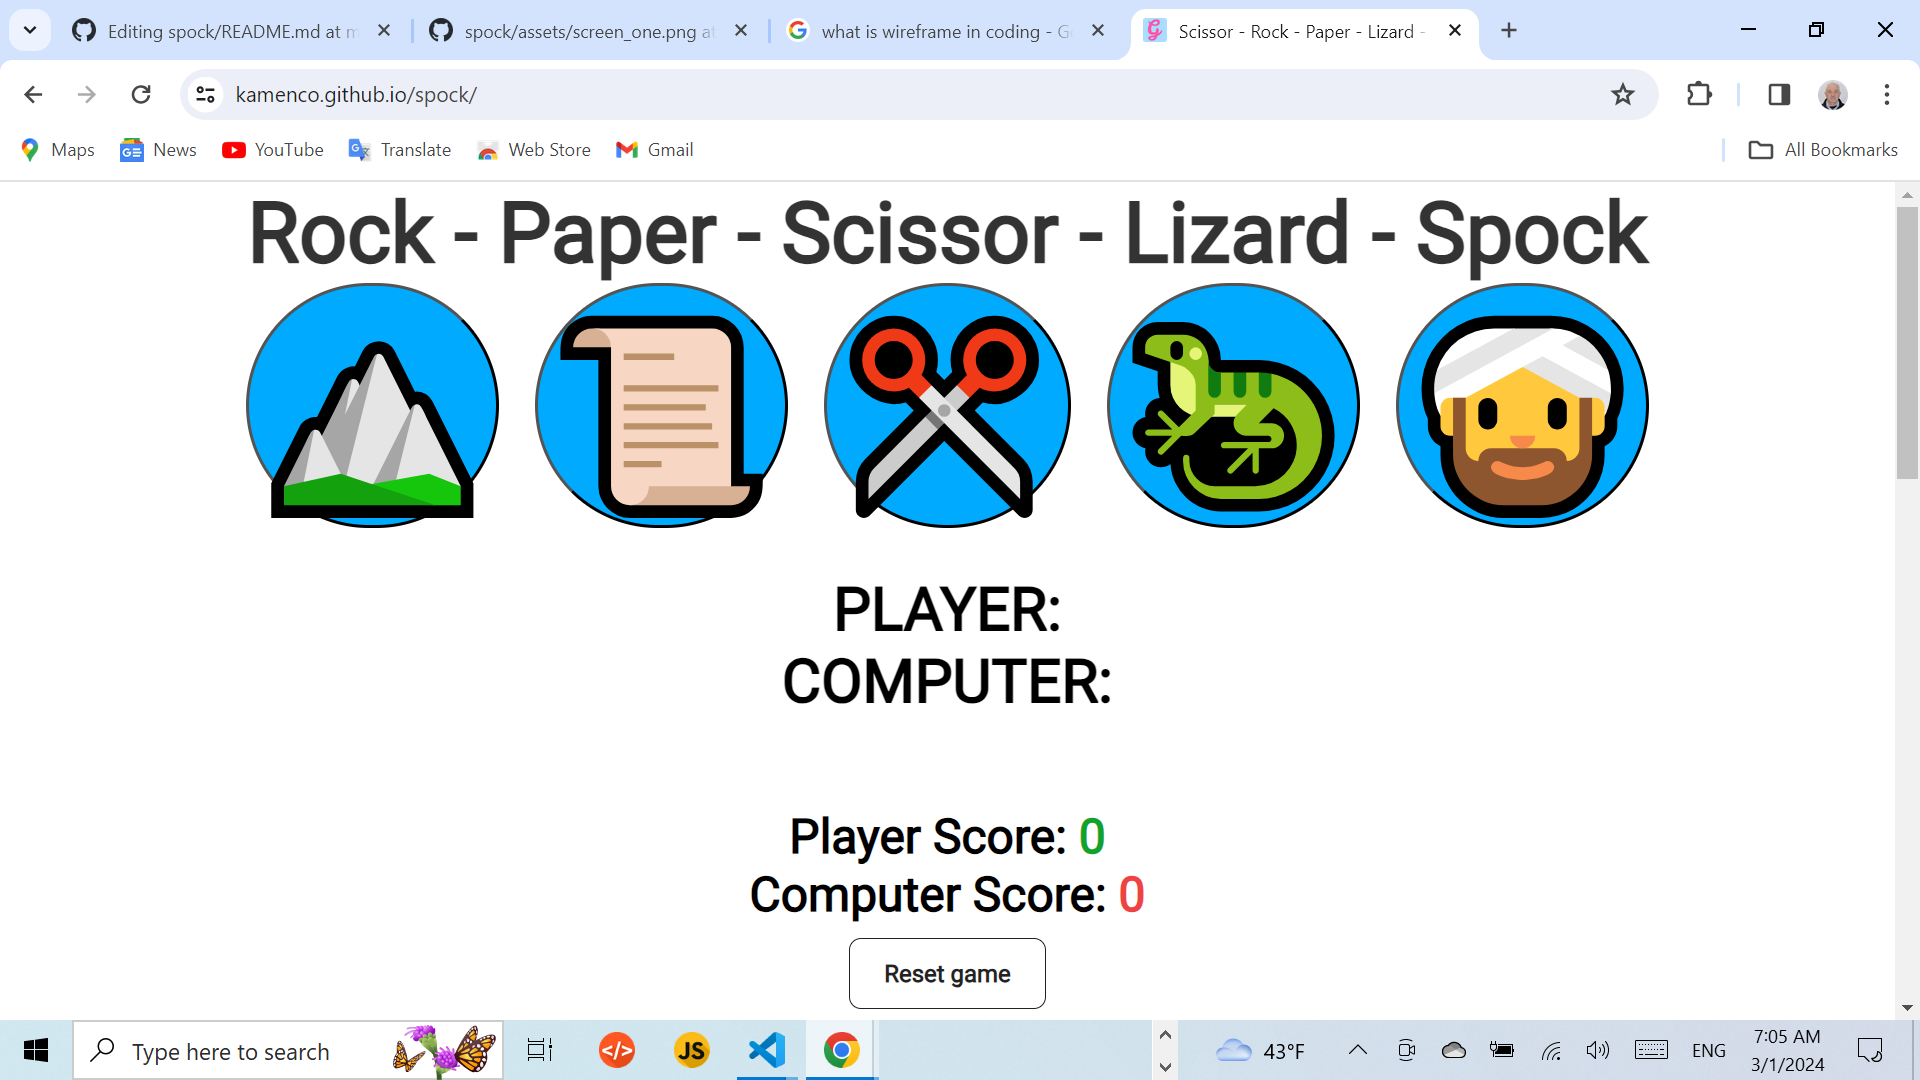 Editing spock/README.md at m
spock/assets/screen_one.png at
what is wireframe in coding - Go
Scissor - Rock - Paper - Lizard -
kamenco.github.io/spock/
Maps
News
YouTube
Translate
Web Store
Gmail
All Bookmarks
Rock - Paper - Scissor - Lizard - Spock
PLAYER:
COMPUTER:
Player Score: 0
Computer Score: 0
Reset game
Type here to search
</>
JS
43°F
ENG
7:05 AM
3/1/2024